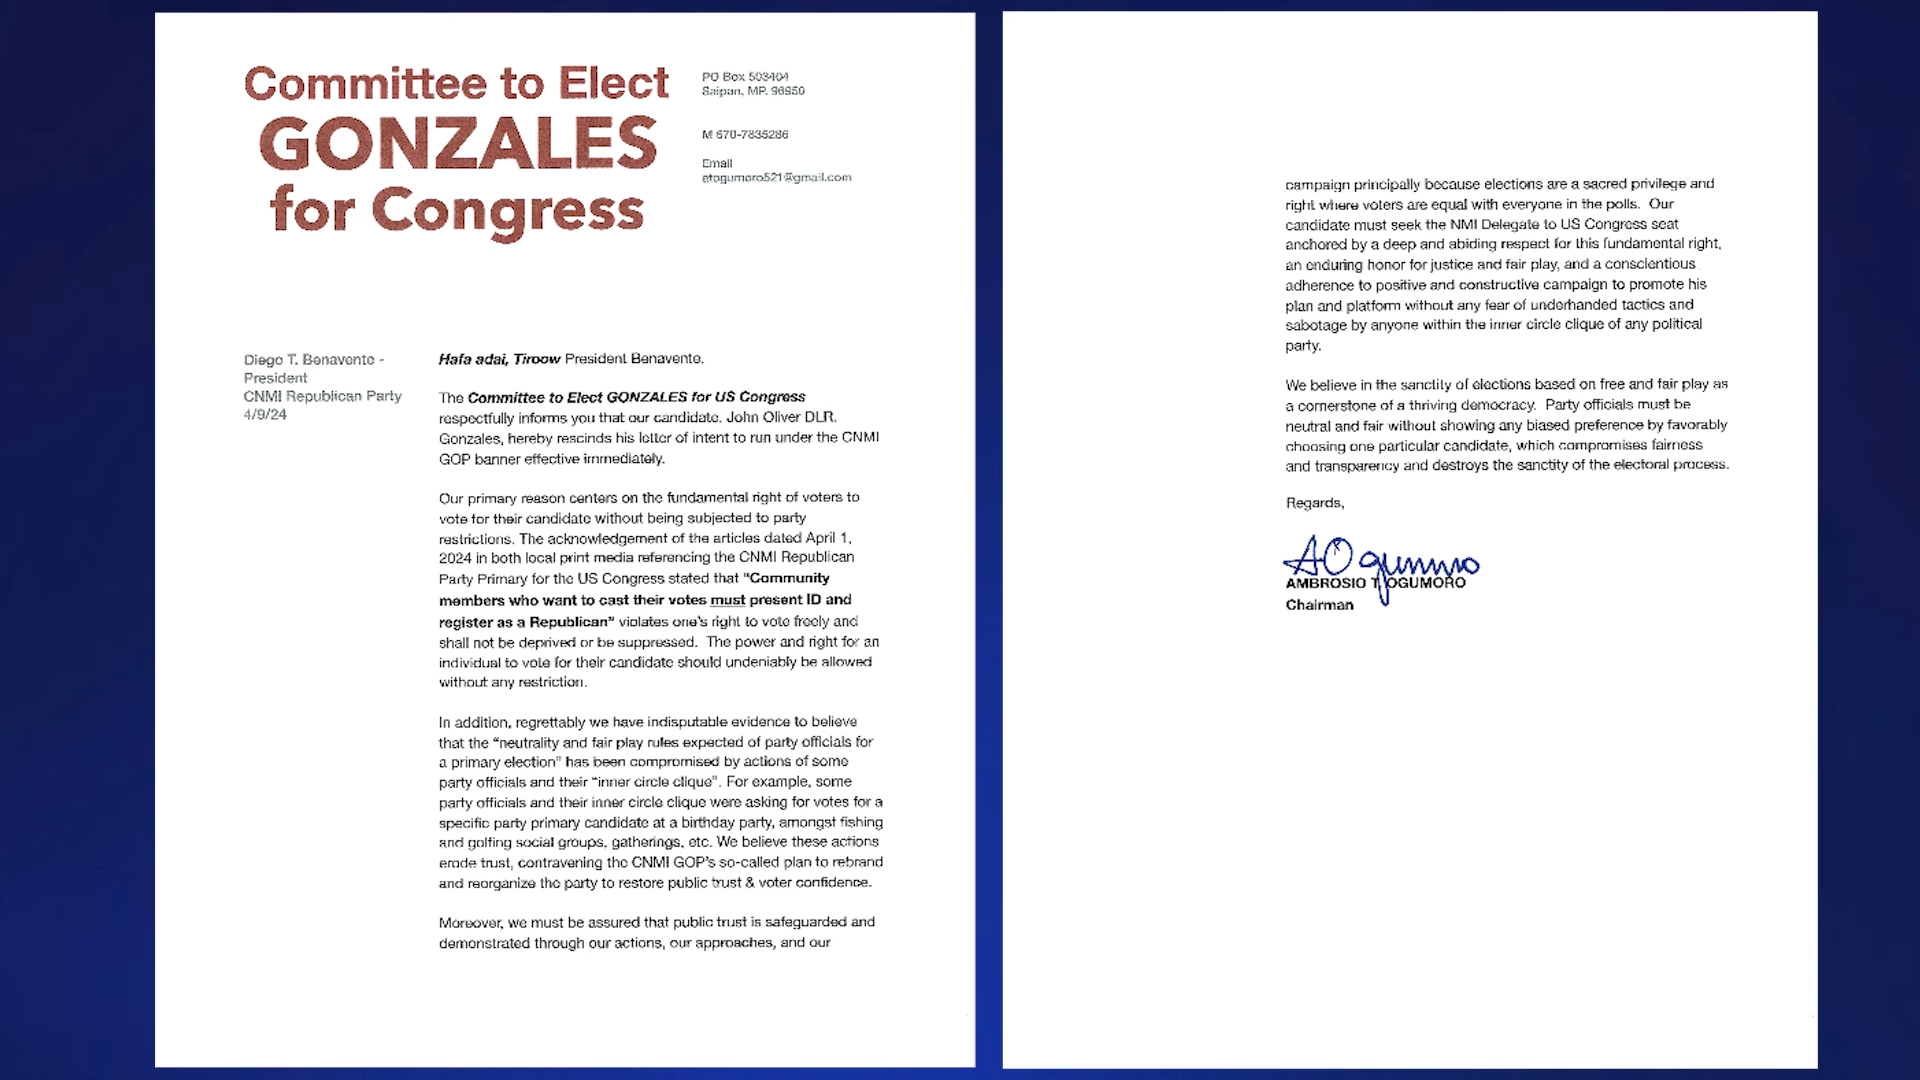 Committee to Elect
GONZALES
for Congress
PO Box 503404
Saipan, MP. 96950
M 670-7835286
Email
atogumoro521@gmail.com
Diego T. Benavente -
President
CNMI Republican Party
4/9/24
Hafa adai, Tiroow President Benavente.
The Committee to Elect GONZALES for US Congress
respectfully informs you that our candidate, John Oliver DLR.
Gonzales, hereby rescinds his letter of intent to run under the CNMI
GOP banner effective immediately.
Our primary reason centers on the fundamental right of voters to
vote for their candidate without being subjected to party
restrictions. The acknowledgement of the articles dated April 1,
2024 in both local print media referencing the CNMI Republican
Party Primary for the US Congress stated that "Community
members who want to cast their votes must present ID and
register as a Republican" violates one's right to vote freely and
shall not be deprived or be suppressed. The power and right for an
individual to vote for their candidate should undeniably be allowed
without any restriction.
In addition, regrettably we have indisputable evidence to believe
that the "neutrality and fair play rules expected of party officials for
a primary election" has been compromised by actions of some
party officials and their "inner circle clique". For example, some
party officials and their inner circle clique were asking for votes for a
specific party primary candidate at a birthday party, amongst fishing
and golfing social groups, gatherings, etc. We believe these actions
erode trust, contravening the CNMI GOP's so-called plan to rebrand
and reorganize the party to restore public trust & voter confidence.
Moreover, we must be assured that public trust is safeguarded and
demonstrated through our actions, our approaches, and our
campaign principally because elections are a sacred privilege and
right where voters are equal with everyone in the polls. Our
candidate must seek the NMI Delegate to US Congress seat
anchored by a deep and abiding respect for this fundamental right,
an enduring honor for justice and fair play, and a conscientious
adherence to positive and constructive campaign to promote his
plan and platform without any fear of underhanded tactics and
sabotage by anyone within the inner circle clique of any political
party.
We believe in the sanctity of elections based on free and fair play as
a cornerstone of a thriving democracy. Party officials must be
neutral and fair without showing any biased preference by favorably
choosing one particular candidate, which compromises fairness
and transparency and destroys the sanctity of the electoral process.
Regards,
AOgumoro
AMBROSIO T. OGUMORO
Chairman